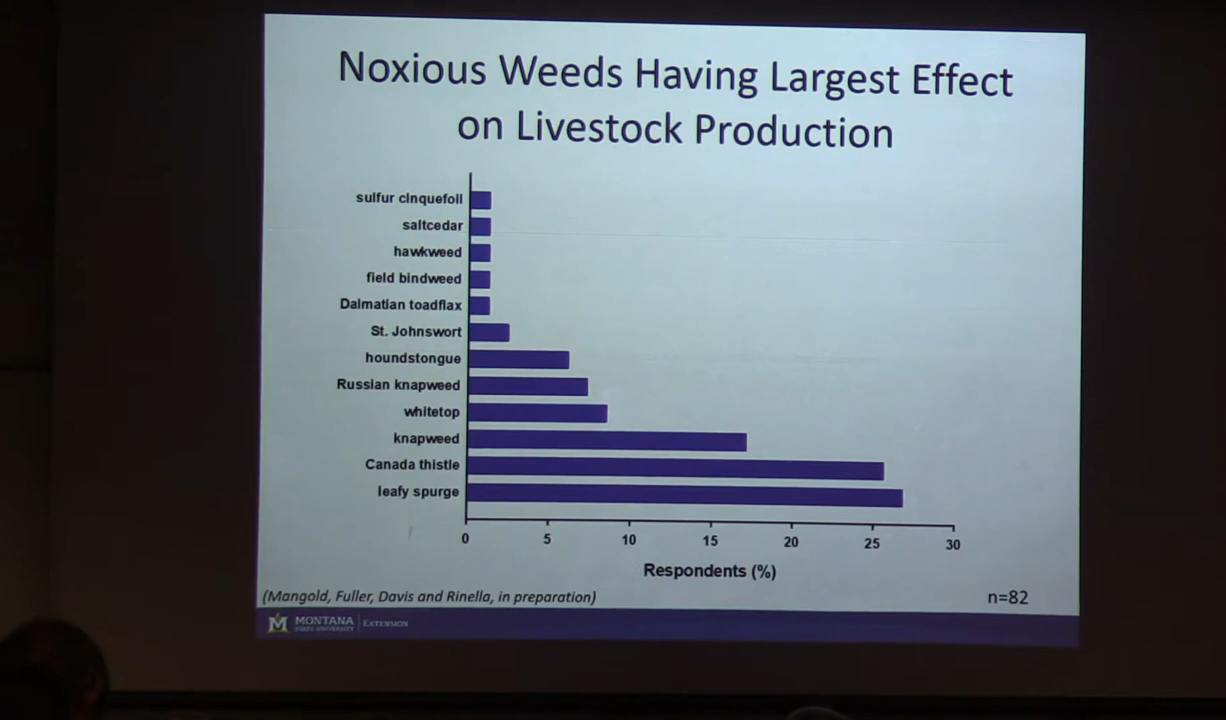 Noxious Weeds Having Largest Effect
on Livestock Production
sulfur cinquefoil
saltcedar
hawkweed
field bindweed
Dalmatian toadflax
St. Johnswort
houndstongue
Russian knapweed
whitetop
knapweed
Canada thistle
leafy spurge
0 5 10 15 20 25 30
Respondents (%)
(Mangold, Fuller, Davis and Rinella, in preparation)
n=82
M MONTANA
STATE UNIVERSITY
EXTENSION